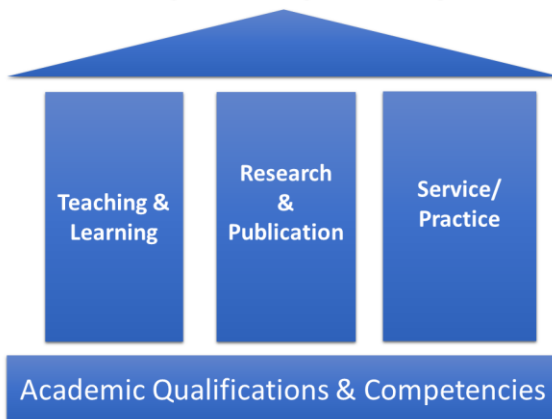 Teaching &
Learning
Research
&
Publication
Service/
Practice
Academic Qualifications & Competencies